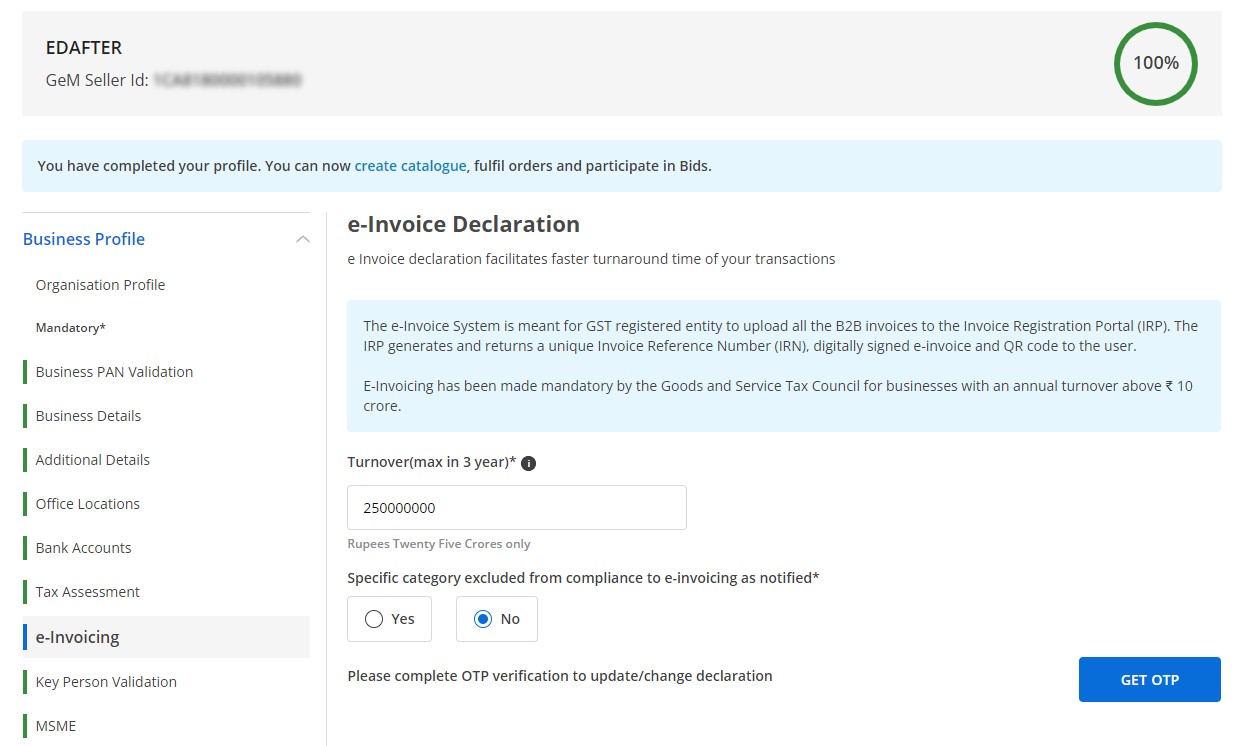 EDAFTER
GeM Seller Id:
100%
You have completed your profile. You can now create catalogue, fulfil orders and participate in Bids.
Business Profile
Organisation Profile
Mandatory*
Business PAN Validation
Business Details
Additional Details
Office Locations
Bank Accounts
Tax Assessment
e-Invoicing
Key Person Validation
MSME
e-Invoice Declaration
e Invoice declaration facilitates faster turnaround time of your transactions
The e-Invoice System is meant for GST registered entity to upload all the B2B invoices to the Invoice Registration Portal (IRP). The
IRP generates and returns a unique Invoice Reference Number (IRN), digitally signed e-invoice and QR code to the user.
E-Invoicing has been made mandatory by the Goods and Service Tax Council for businesses with an annual turnover above ₹ 10
crore.
Turnover(max in 3 year)*
250000000
Rupees Twenty Five Crores only
Specific category excluded from compliance to e-invoicing as notified*
Yes
No
Please complete OTP verification to update/change declaration
GET OTP